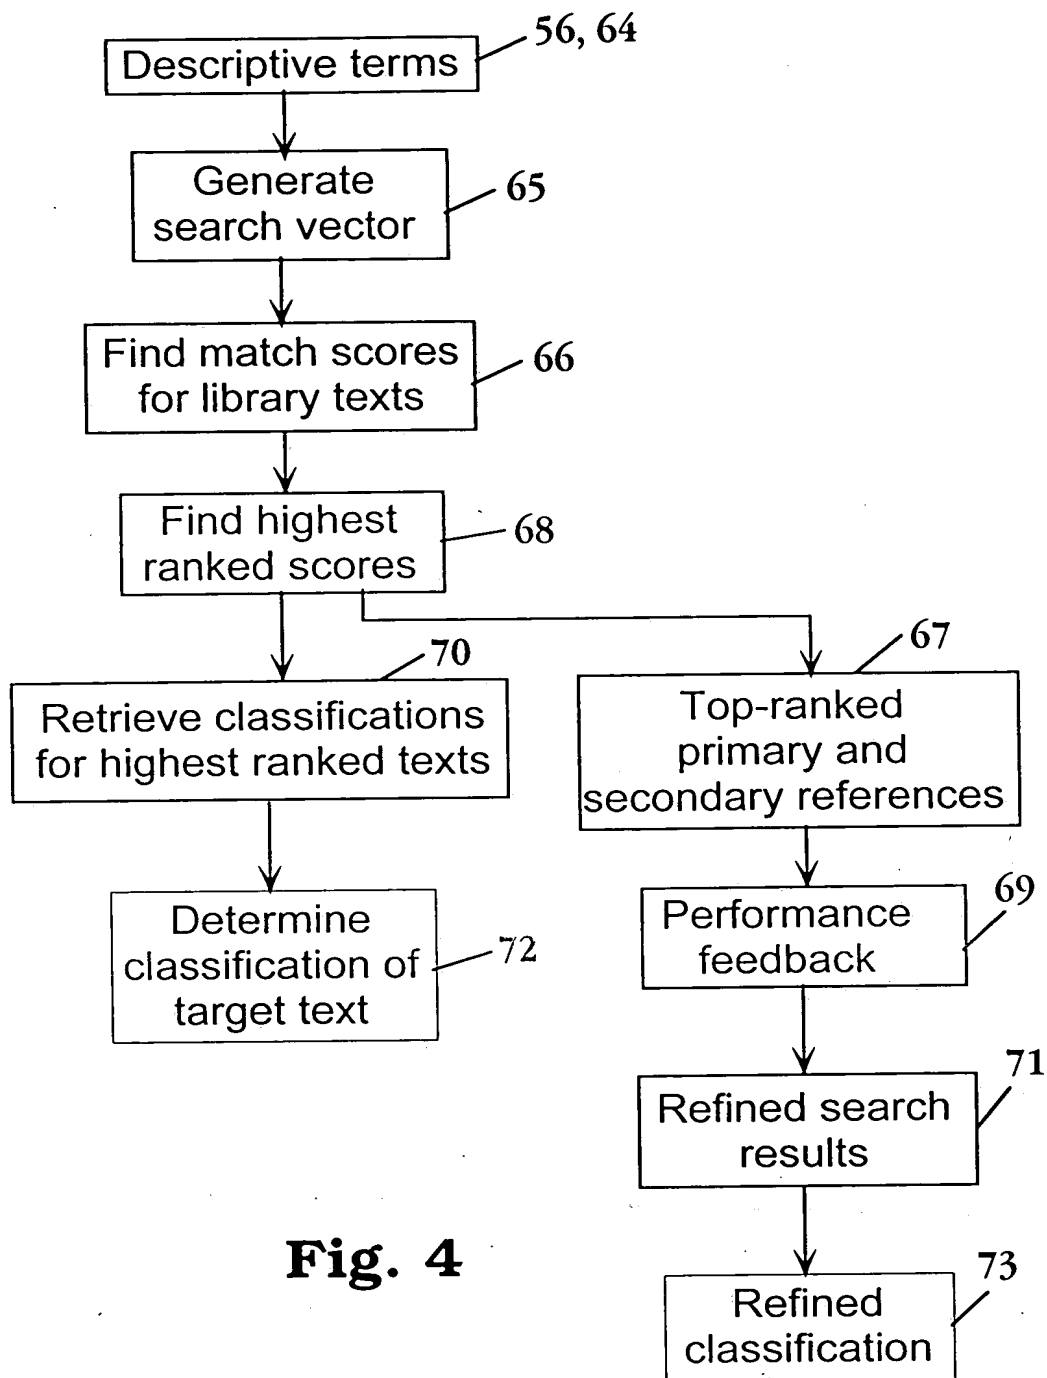 56, 64
Descriptive terms
Generate
search vector
65
Find match scores
for library texts
66
Find highest
ranked scores
68
70
Retrieve classifications
for highest ranked texts
67
Top-ranked
primary and
secondary references
Determine
classification of
target text
72
69
Performance
feedback
71
Refined search
results
Fig. 4
73
Refined
classification